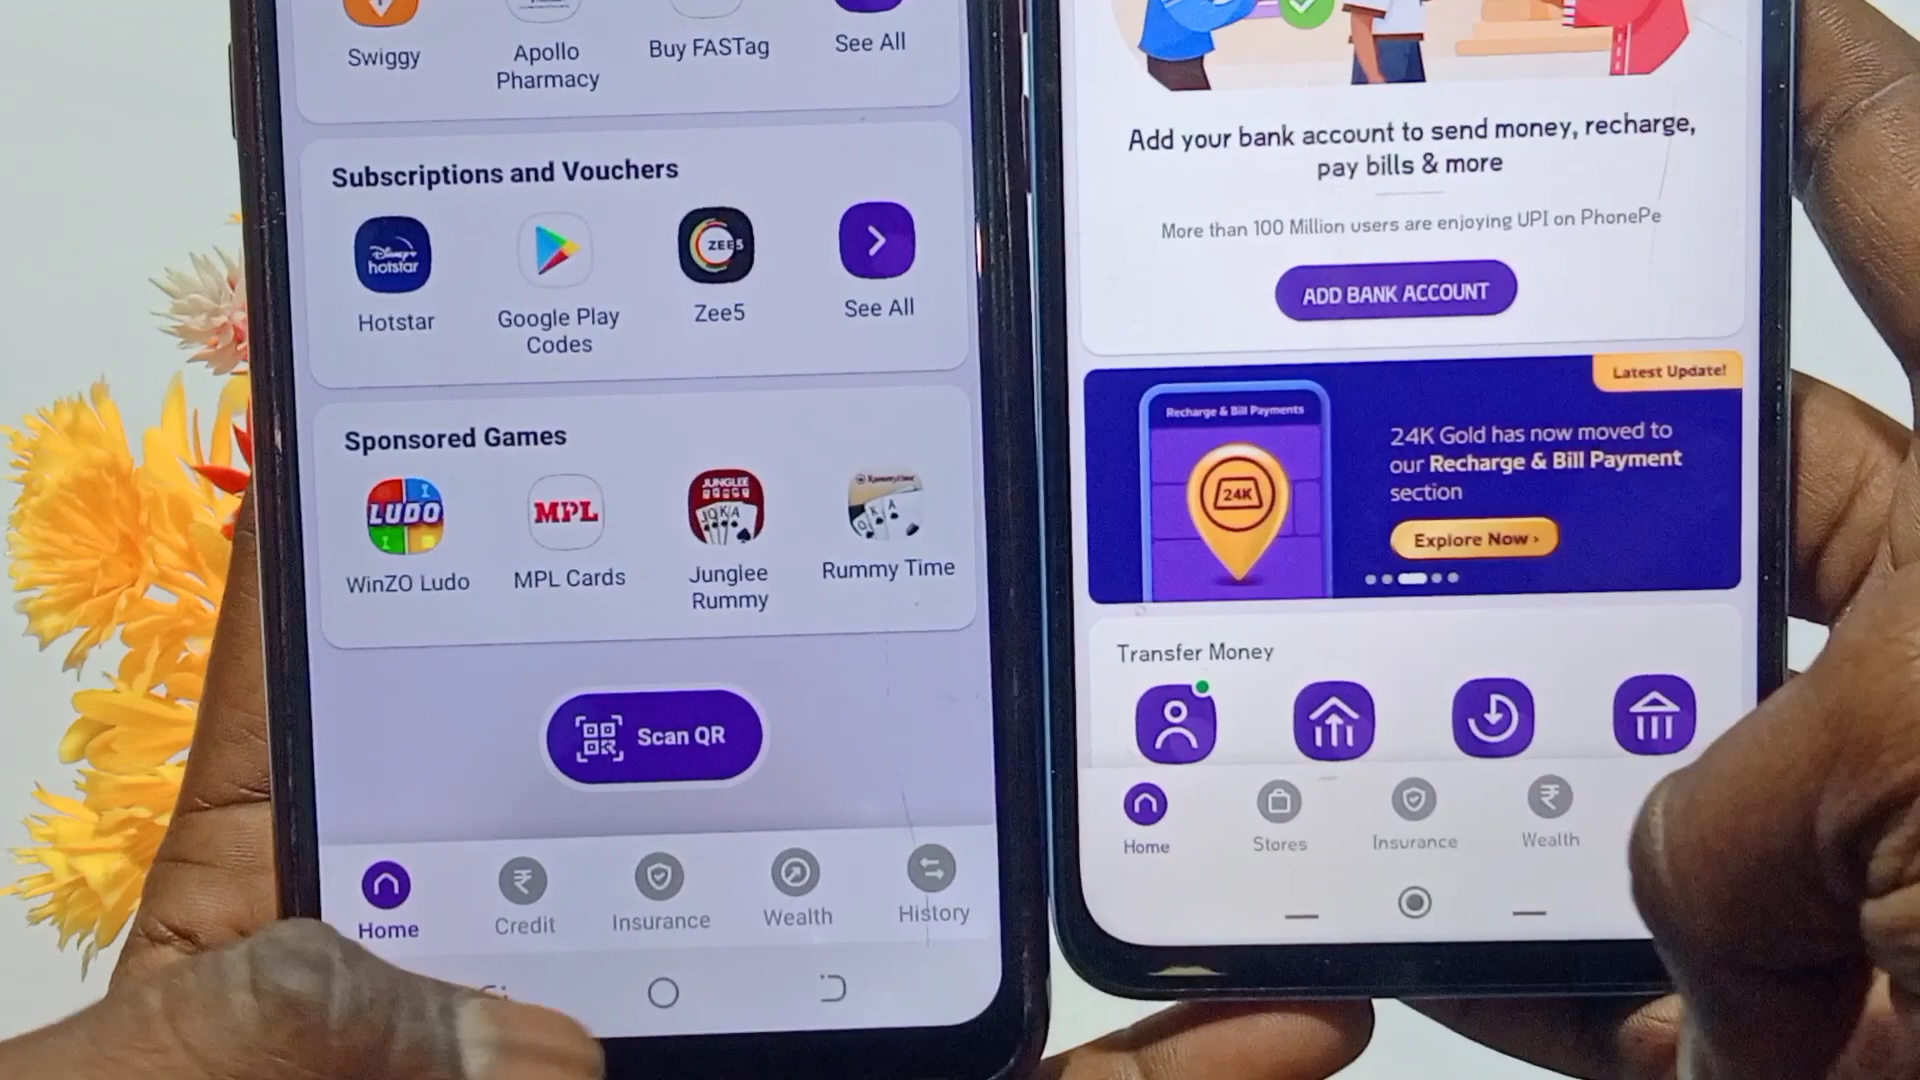 Swiggy
Apollo
Pharmacy
Buy FASTag
See All
Subscriptions and Vouchers
Disney+
hotstar
ZEE5
Hotstar
Google Play
Codes
Zee5
See All
Sponsored Games
LUDO
MPL
JUNGLEE
JQKA
RummyTime
Q K A
WinZO Ludo
MPL Cards
Junglee
Rummy
Rummy Time
Scan QR
Home
Credit
Insurance
Wealth
History
Add your bank account to send money, recharge,
pay bills & more
More than 100 Million users are enjoying UPI on PhonePe
ADD BANK ACCOUNT
Latest Update!
Recharge & Bill Payments
24K
24K Gold has now moved to
our Recharge & Bill Payment
section
Explore Now ›
Transfer Money
Home
Stores
Insurance
Wealth